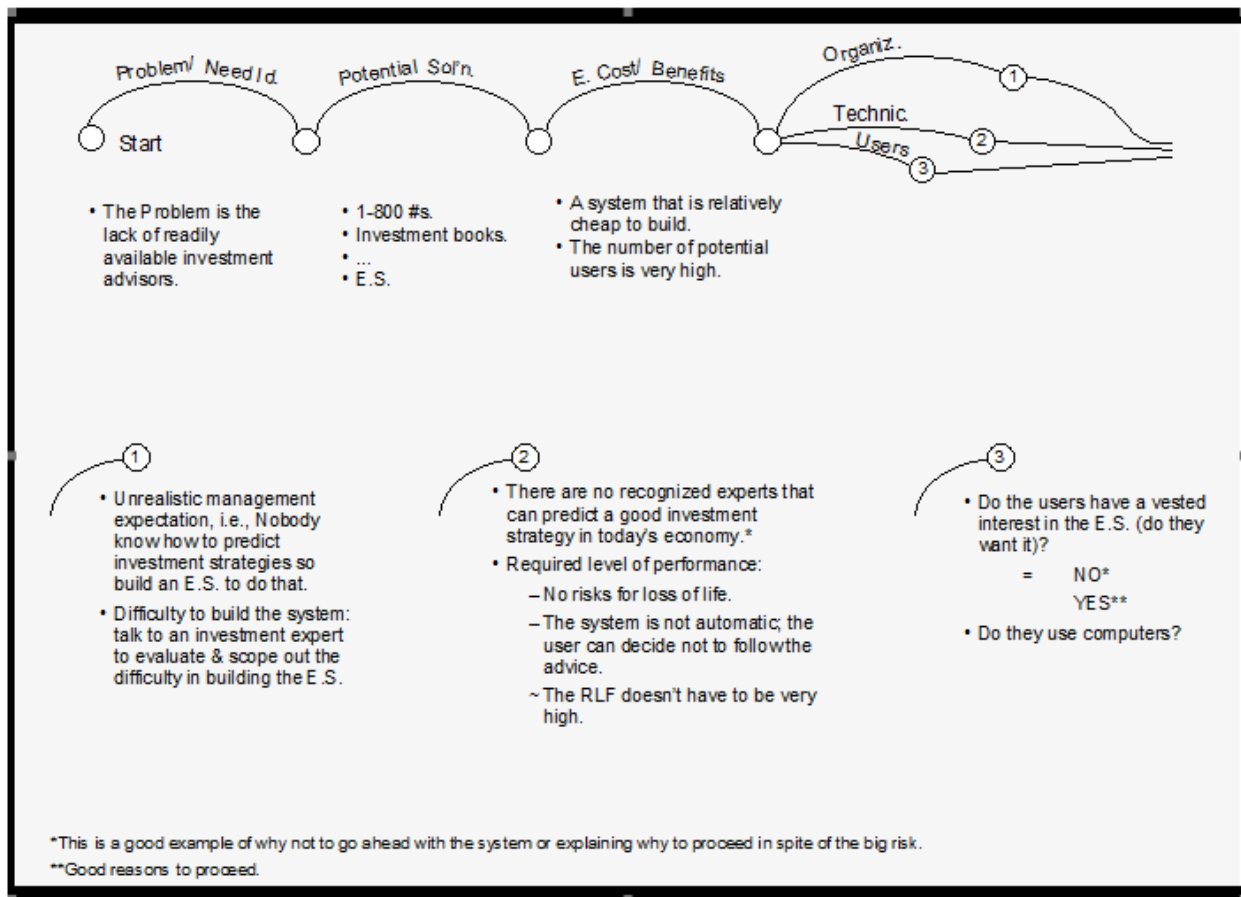 Problem/ Need Id.
Potential Sol'n.
E. Cost/ Benefits
Organiz.
1
Technic.
2
Users
3
Start
• The Problem is the
lack of readily
available investment
advisors.
• 1-800 #s.
• Investment books.
• ...
• E.S.
• A system that is relatively
cheap to build.
• The number of potential
users is very high.
1
• Unrealistic management
expectation, i.e., Nobody
know how to predict
investment strategies so
build an E.S. to do that.
• Difficulty to build the system:
talk to an investment expert
to evaluate & scope out the
difficulty in building the E.S.
2
• There are no recognized experts that
can predict a good investment
strategy in today's economy.*
• Required level of performance:
– No risks for loss of life.
– The system is not automatic; the
user can decide not to follow the
advice.
~ The RLF doesn't have to be very
high.
3
• Do the users have a vested
interest in the E.S. (do they
want it)?
= NO*
YES**
• Do they use computers?
*This is a good example of why not to go ahead with the system or explaining why to proceed in spite of the big risk.
**Good reasons to proceed.